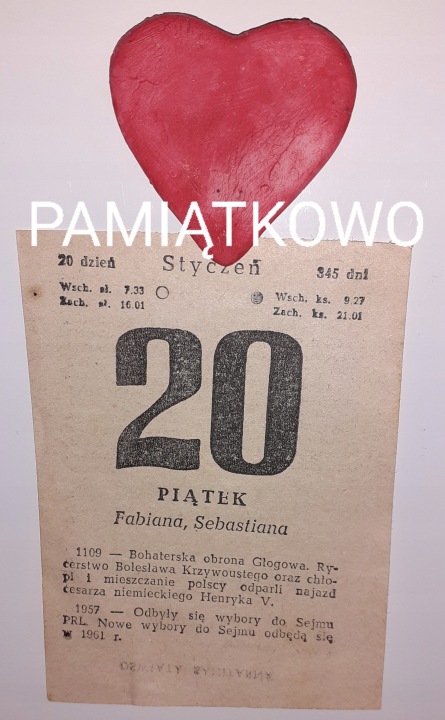 PAMIĄTKOWO
20 dzień Styczeń 345 dni
Wsch. sł. 7.33 Wsch. ks. 9.27
Zach. sł. 16.01 Zach. ks. 21.01
20
PIĄTEK
Fabiana, Sebastiana
1109 — Bohaterska obrona Głogowa. Ry-
cerstwo Bolesława Krzywoustego oraz chło-
pi i mieszczanie polscy odparli najazd
cesarza niemieckiego Henryka V.
1957 — Odbyły się wybory do Sejmu
PRL. Nowe wybory do Sejmu odbędą się
w 1961 r.